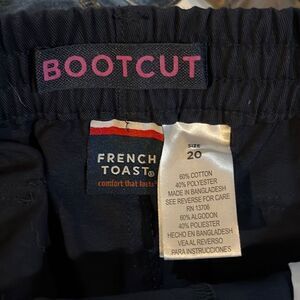 BOOTCUT
FRENCH
TOAST®
comfort that lasts
SIZE
20
60% COTTON
40% POLYESTER
MADE IN BANGLADESH
SEE REVERSE FOR CARE
RN 13706
60% ALGODON
40% POLIESTER
HECHO EN BANGLADESH
VEA AL REVERSO
PARA INSTRUCCIONES